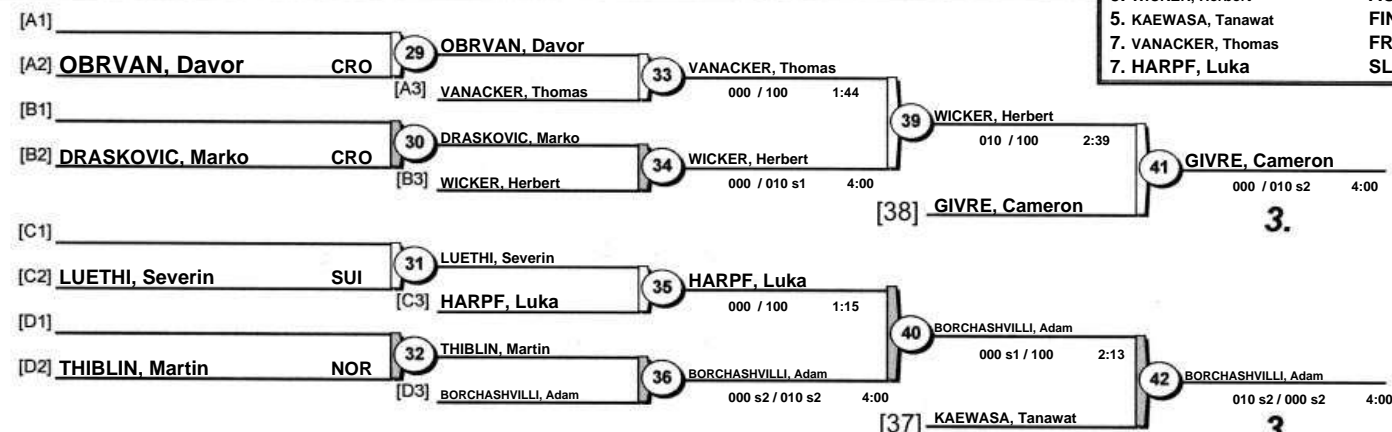 5. KAEWASA, Tanawat
7. VANACKER, Thomas FR
7. HARPF, Luka SL
[A1]
[A2] OBRVAN, Davor CRO
29 OBRVAN, Davor
[A3] VANACKER, Thomas
33 VANACKER, Thomas
000 / 100 1:44
[B1]
[B2] DRASKOVIC, Marko CRO
30 DRASKOVIC, Marko
[B3] WICKER, Herbert
34 WICKER, Herbert
000 / 010 s1 4:00
39 WICKER, Herbert
010 / 100 2:39
[38] GIVRE, Cameron
41 GIVRE, Cameron
000 / 010 s2 4:00
3.
[C1]
[C2] LUETHI, Severin SUI
31 LUETHI, Severin
[C3] HARPF, Luka
35 HARPF, Luka
000 / 100 1:15
[D1]
[D2] THIBLIN, Martin NOR
32 THIBLIN, Martin
[D3] BORCHASHVILLI, Adam
36 BORCHASHVILLI, Adam
000 s2 / 010 s2 4:00
40 BORCHASHVILLI, Adam
000 s1 / 100 2:13
[37] KAEWASA, Tanawat
42 BORCHASHVILLI, Adam
010 s2 / 000 s2 4:00